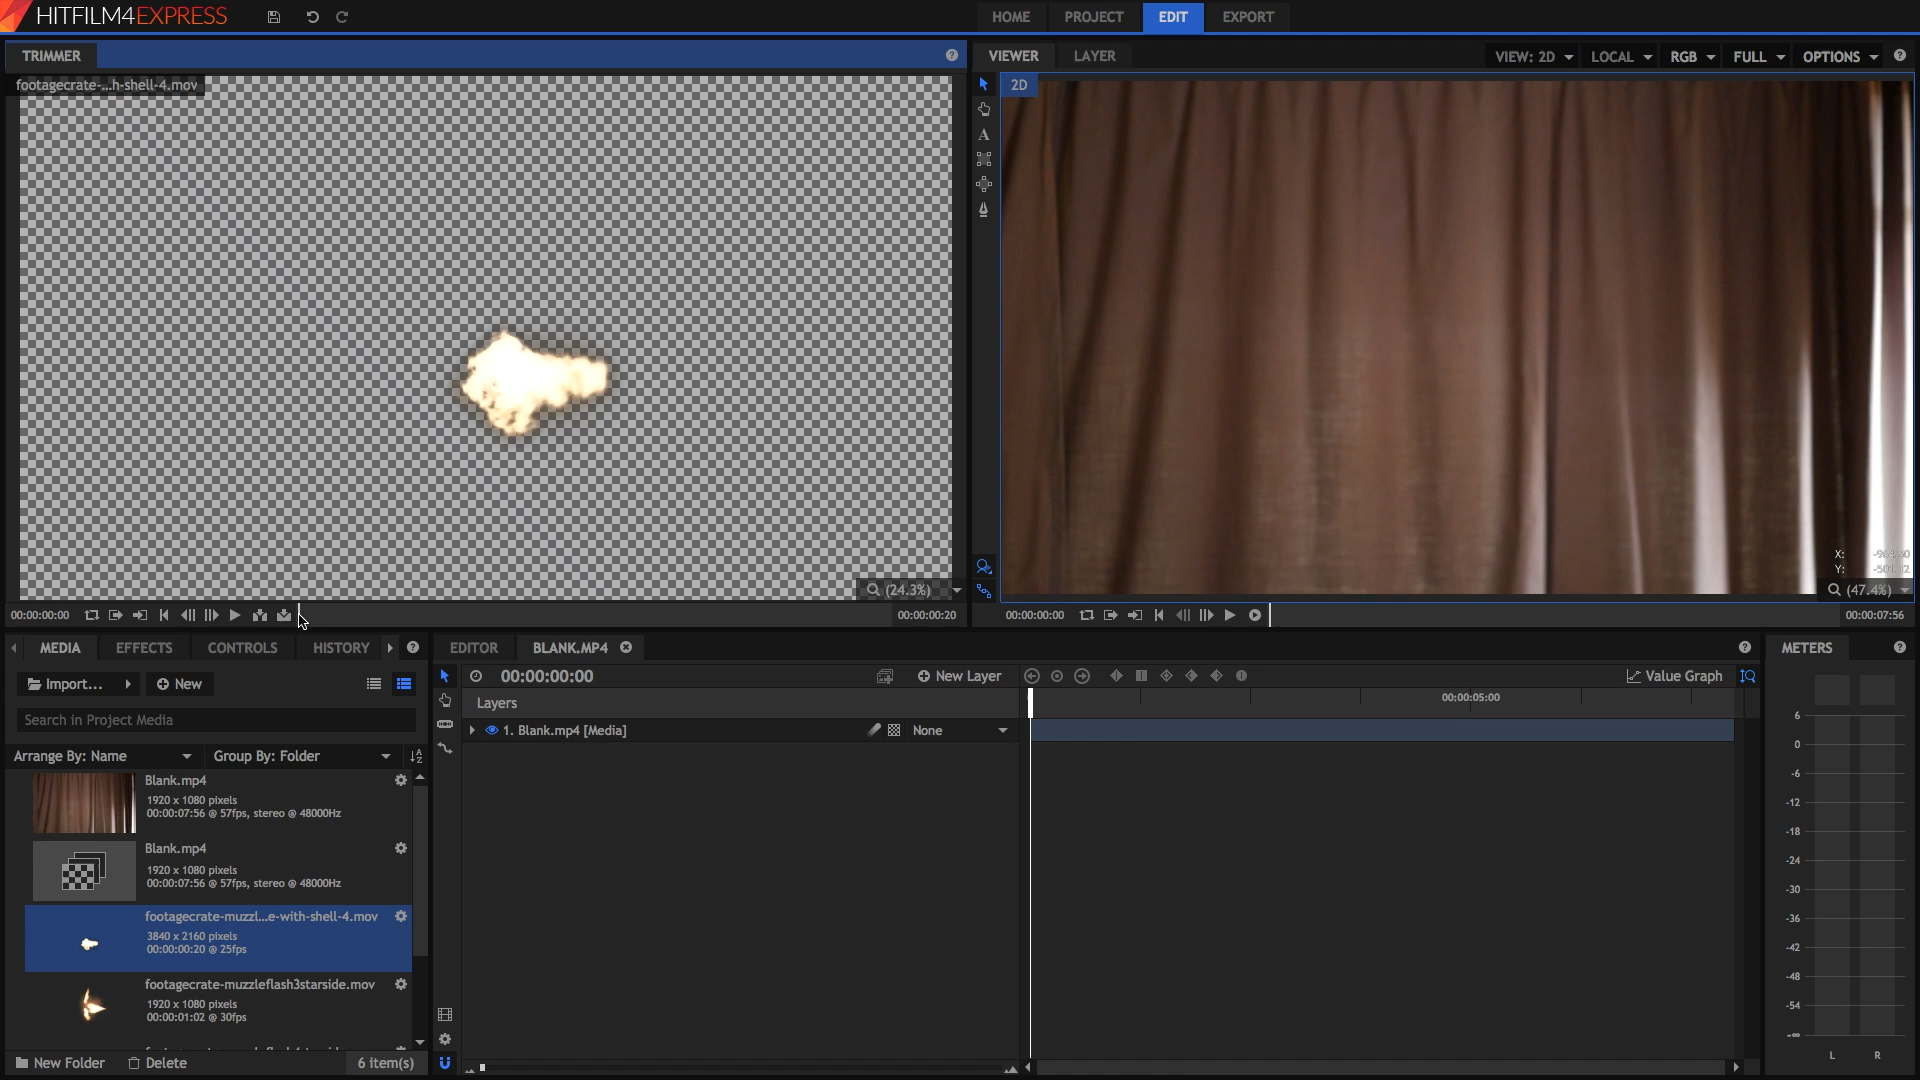 HITFILM4EXPRESS
HOME
PROJECT
EDIT
EXPORT
TRIMMER
footagecrate-...h-shell-4.mov
(24.3%)
00:00:00:00
00:00:00:20
VIEWER
LAYER
VIEW: 2D
LOCAL
RGB
FULL
OPTIONS
2D
A
X:
Y:
(47.4%)
00:00:00:00
00:00:07:56
MEDIA
EFFECTS
CONTROLS
HISTORY
Import...
New
Search in Project Media
Arrange By: Name
Group By: Folder
Blank.mp4
1920 x 1080 pixels
00:00:07:56 @ 57fps, stereo @ 48000Hz
Blank.mp4
1920 x 1080 pixels
00:00:07:56 @ 57fps, stereo @ 48000Hz
footagecrate-muzzl...e-with-shell-4.mov
3840 x 2160 pixels
00:00:00:20 @ 25fps
footagecrate-muzzleflash3starside.mov
1920 x 1080 pixels
00:00:01:02 @ 30fps
New Folder
Delete
6 item(s)
EDITOR
BLANK.MP4
00:00:00:00
New Layer
Value Graph
Layers
00:00:05:00
1. Blank.mp4 [Media]
None
METERS
6
0
-6
-12
-18
-24
-30
-36
-42
-48
-54
-∞
L
R